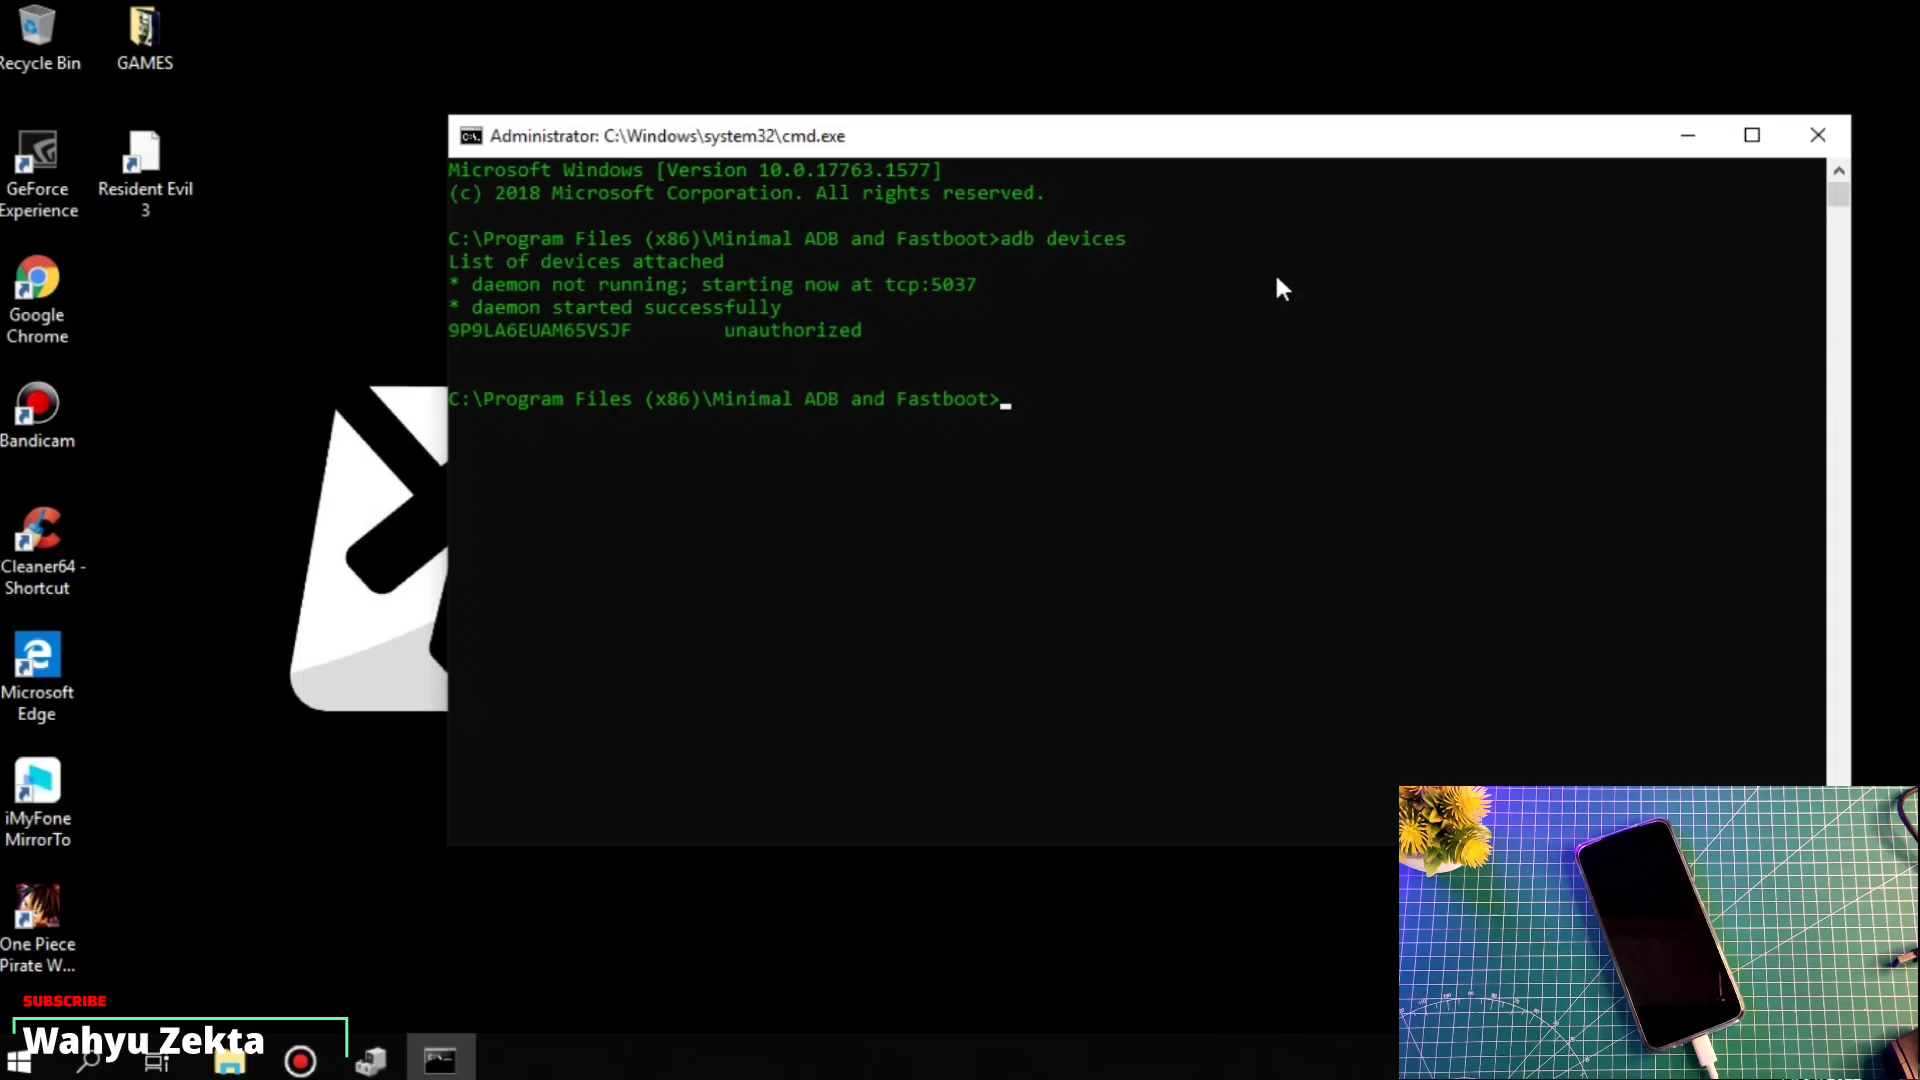 Recycle Bin
GAMES
GeForce
Experience
Resident Evil
3
Google
Chrome
Bandicam
Cleaner64 -
Shortcut
Microsoft
Edge
iMyFone
MirrorTo
One Piece
Pirate W...
Administrator: C:\Windows\system32\cmd.exe
Microsoft Windows [Version 10.0.17763.1577]
(c) 2018 Microsoft Corporation. All rights reserved.
C:\Program Files (x86)\Minimal ADB and Fastboot>adb devices
List of devices attached
* daemon not running; starting now at tcp:5037
* daemon started successfully
9P9LA6EUAM65VSJF unauthorized
C:\Program Files (x86)\Minimal ADB and Fastboot>
SUBSCRIBE
Wahyu Zekta